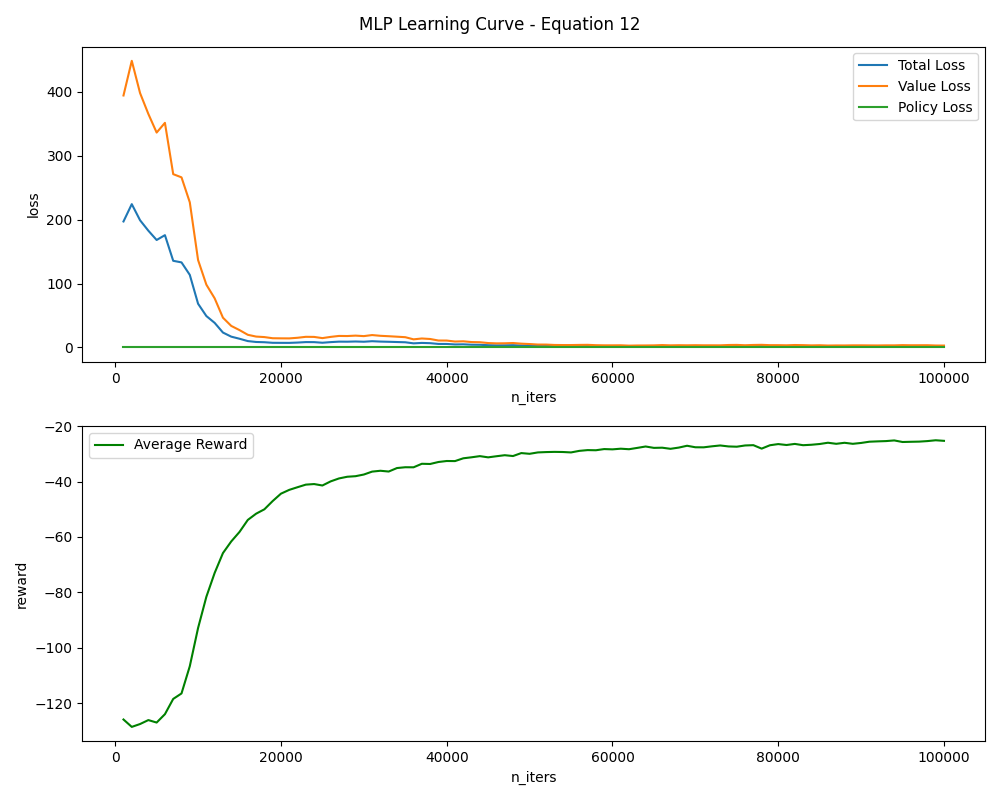 MLP Learning Curve - Equation 12
Total Loss
Value Loss
Policy Loss
400
300
200
100
0
loss
0
20000
40000
60000
80000
100000
n_iters
Average Reward
−20
−40
−60
−80
−100
−120
reward
0
20000
40000
60000
80000
100000
n_iters